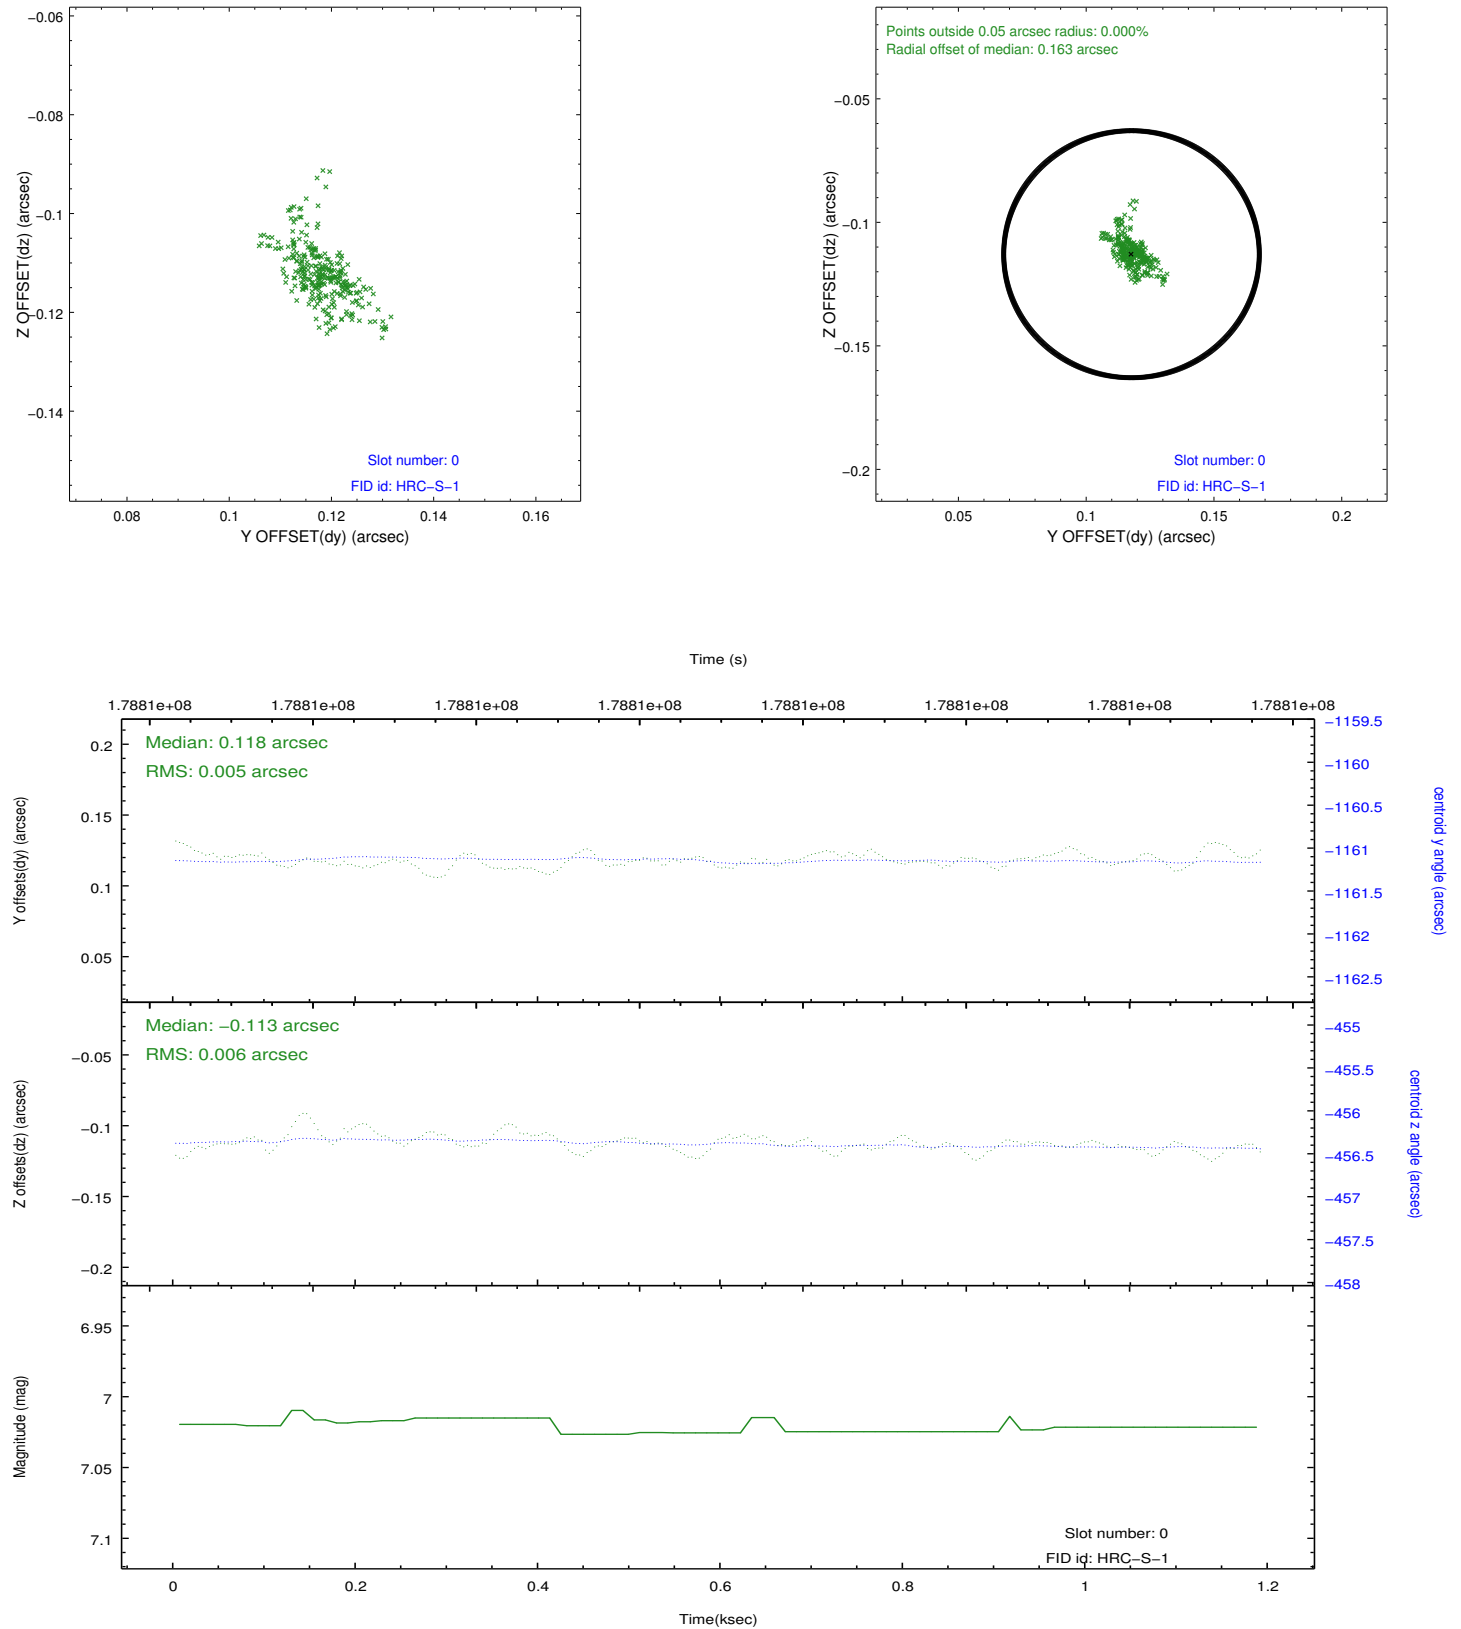 −0.06
−0.08
−0.1
−0.12
−0.14
Z OFFSET(dz) (arcsec)
Slot number: 0
FID id: HRC−S−1
0.08 0.1 0.12 0.14 0.16
Y OFFSET(dy) (arcsec)
Points outside 0.05 arcsec radius: 0.000%
Radial offset of median: 0.163 arcsec
−0.05
−0.1
−0.15
−0.2
Z OFFSET(dz) (arcsec)
Slot number: 0
FID id: HRC−S−1
0.05 0.1 0.15 0.2
Y OFFSET(dy) (arcsec)
Time (s)
1.7881e+08 1.7881e+08 1.7881e+08 1.7881e+08 1.7881e+08 1.7881e+08 1.7881e+08 1.7881e+08
Median: 0.118 arcsec
RMS: 0.005 arcsec
0.2
0.15
0.1
0.05
Y offsets(dy) (arcsec)
−1159.5
−1160
−1160.5
−1161
−1161.5
−1162
−1162.5
centroid y angle (arcsec)
Median: −0.113 arcsec
RMS: 0.006 arcsec
−0.05
−0.1
−0.15
−0.2
Z offsets(dz) (arcsec)
−455
−455.5
−456
−456.5
−457
−457.5
−458
centroid z angle (arcsec)
6.95
7
7.05
7.1
Magnitude (mag)
Slot number: 0
FID id: HRC−S−1
0 0.2 0.4 0.6 0.8 1 1.2
Time(ksec)